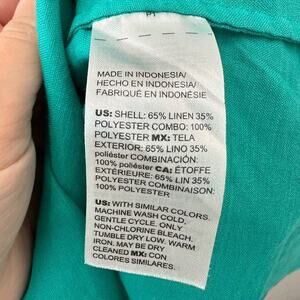 MADE IN INDONESIA/
HECHO EN INDONESIA/
FABRIQUÉ EN INDONÉSIE
US: SHELL: 65% LINEN 35%
POLYESTER COMBO: 100%
POLYESTER MX: TELA
EXTERIOR: 65% LINO 35%
poliéster COMBINACIÓN:
100% poliéster CA: ÉTOFFE
EXTÉRIEURE: 65% LIN 35%
POLYESTER COMBINAISON:
100% POLYESTER
US: WITH SIMILAR COLORS.
MACHINE WASH COLD,
GENTLE CYCLE. ONLY
NON-CHLORINE BLEACH.
TUMBLE DRY LOW. WARM
IRON. MAY BE DRY
CLEANED MX: CON
COLORES SIMILARES.